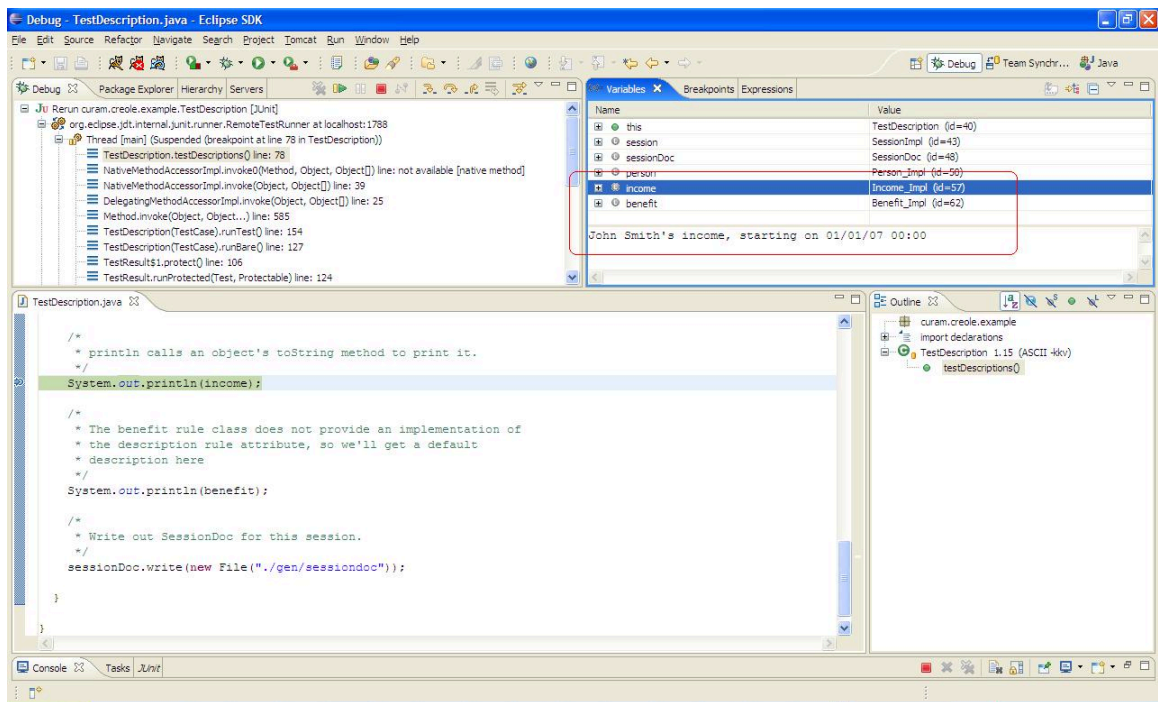 Debug - TestDescription.java - Eclipse SDK
File Edit Source Refactor Navigate Search Project Tomcat Run Window Help
Debug Team Synchr... Java
Debug Package Explorer Hierarchy Servers
Ju Rerun curam.creole.example.TestDescription [JUnit]
org.eclipse.jdt.internal.junit.runner.RemoteTestRunner at localhost:1788
Thread [main] (Suspended (breakpoint at line 78 in TestDescription))
TestDescription.testDescriptions() line: 78
NativeMethodAccessorImpl.invoke0(Method, Object, Object[]) line: not available [native method]
NativeMethodAccessorImpl.invoke(Object, Object[]) line: 39
DelegatingMethodAccessorImpl.invoke(Object, Object[]) line: 25
Method.invoke(Object, Object...) line: 585
TestDescription(TestCase).runTest() line: 154
TestDescription(TestCase).runBare() line: 127
TestResult$1.protect() line: 106
TestResult.runProtected(Test, Protectable) line: 124
Variables Breakpoints Expressions
Name Value
this TestDescription (id=40)
session SessionImpl (id=43)
sessionDoc SessionDoc (id=48)
person Person_Impl (id=50)
income Income_Impl (id=57)
benefit Benefit_Impl (id=62)
John Smith's income, starting on 01/01/07 00:00
TestDescription.java
/*
* println calls an object's toString method to print it.
*/
System.out.println(income);
/*
* The benefit rule class does not provide an implementation of
* the description rule attribute, so we'll get a default
* description here
*/
System.out.println(benefit);
/*
* Write out SessionDoc for this session.
*/
sessionDoc.write(new File("./gen/sessiondoc"));
}
}
Outline
curam.creole.example
import declarations
TestDescription 1.15 (ASCII -kkv)
testDescriptions()
Console Tasks JUnit